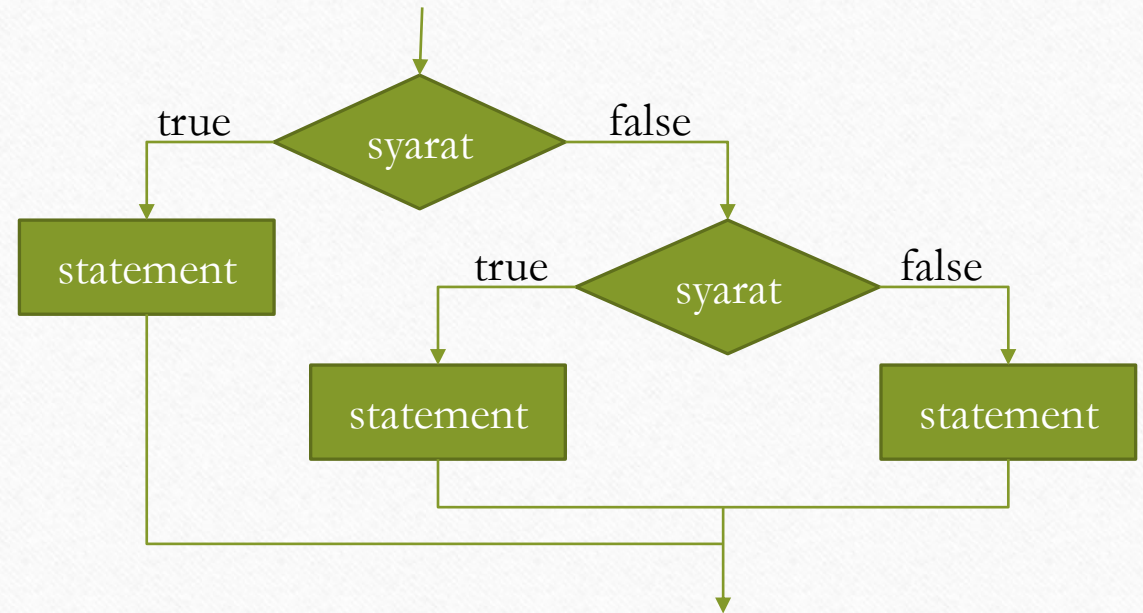 true
false
syarat
statement
true
false
syarat
statement
statement